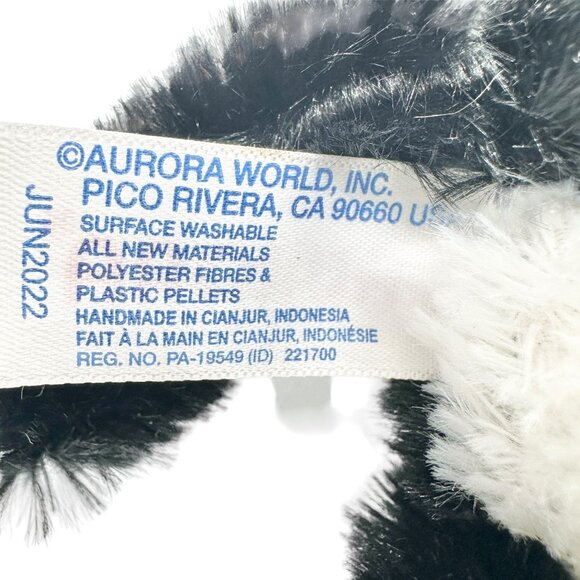 ©AURORA WORLD, INC.
PICO RIVERA, CA 90660
SURFACE WASHABLE
ALL NEW MATERIALS
POLYESTER FIBRES &
PLASTIC PELLETS
HANDMADE IN CIANJUR, INDONESIA
FAIT À LA MAIN EN CIANJUR, INDONÉSIE
REG. NO. PA-19549 (ID) 221700
JUN2022